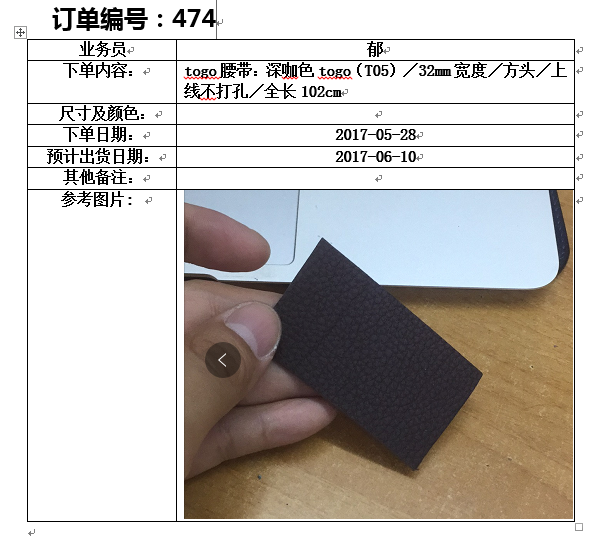 订单编号：474
业务员 郁
下单内容： togo 腰带：深咖色 togo（T05）／32mm 宽度／方头／上
线不打孔／全长 102cm
尺寸及颜色：
下单日期： 2017-05-28
预计出货日期： 2017-06-10
其他备注：
参考图片：